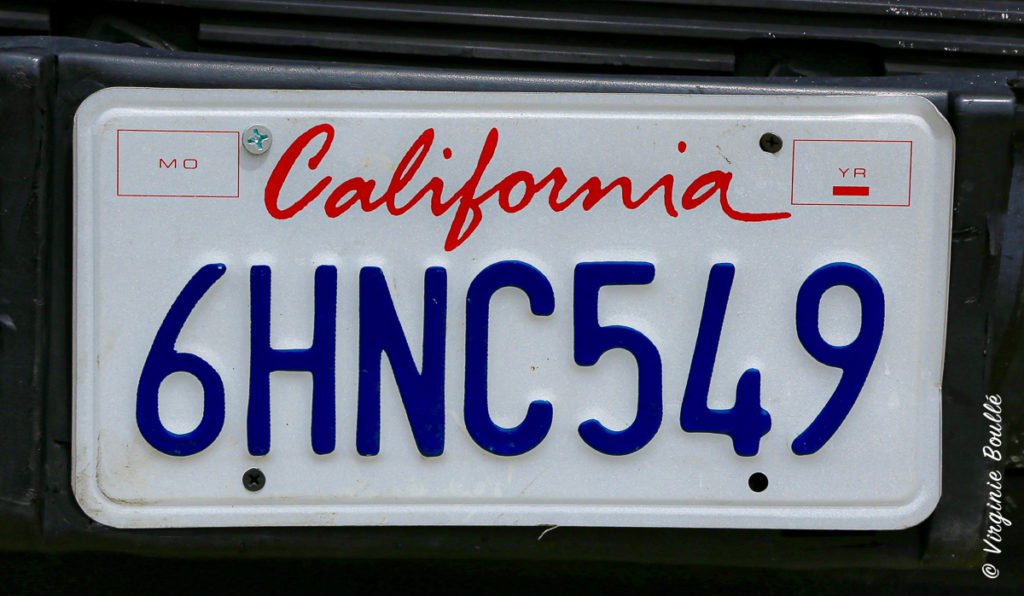 MO
California
YR
6HNC549
© Virginie Boullé